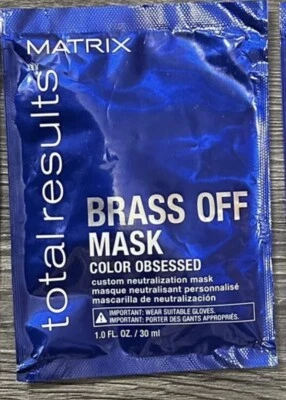 MATRIX
total results
BRASS OFF
MASK
COLOR OBSESSED
custom neutralization mask
masque neutralisant personnalisé
mascarilla de neutralización
IMPORTANT: WEAR SUITABLE GLOVES.
IMPORTANT: PORTER DES GANTS APPROPRIÉS.
1.0 FL. OZ. / 30 ml